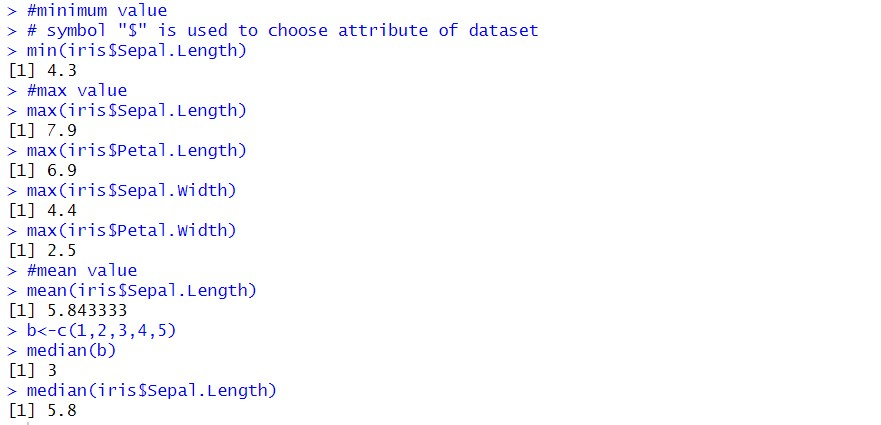 > #minimum value
> # symbol "$" is used to choose attribute of dataset
> min(iris$Sepal.Length)
[1] 4.3
> #max value
> max(iris$Sepal.Length)
[1] 7.9
> max(iris$Petal.Length)
[1] 6.9
> max(iris$Sepal.Width)
[1] 4.4
> max(iris$Petal.Width)
[1] 2.5
> #mean value
> mean(iris$Sepal.Length)
[1] 5.843333
> b<-c(1,2,3,4,5)
> median(b)
[1] 3
> median(iris$Sepal.Length)
[1] 5.8